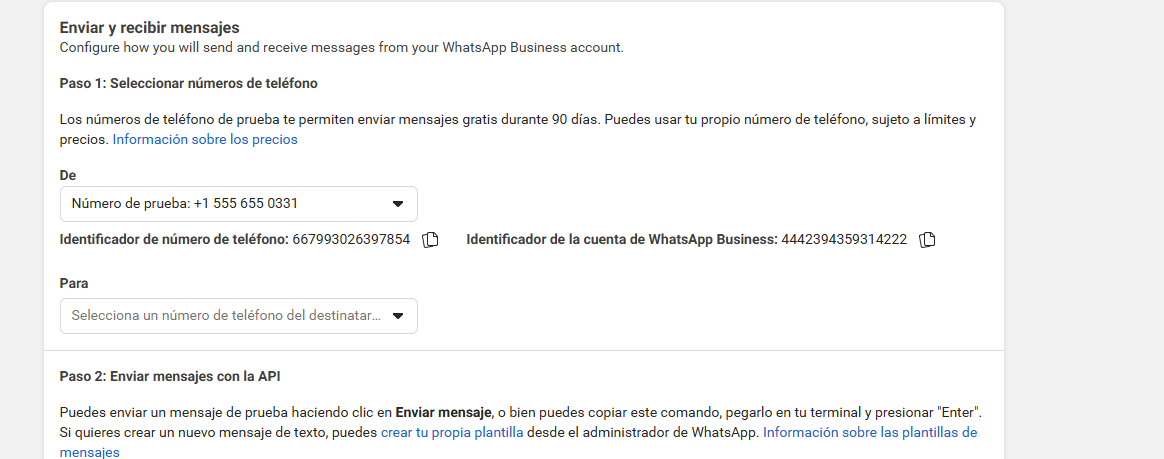 Enviar y recibir mensajes
Configure how you will send and receive messages from your WhatsApp Business account.
Paso 1: Seleccionar números de teléfono
Los números de teléfono de prueba te permiten enviar mensajes gratis durante 90 días. Puedes usar tu propio número de teléfono, sujeto a límites y
precios. Información sobre los precios
De
Número de prueba: +1 555 655 0331
Identificador de número de teléfono: 667993026397854 Identificador de la cuenta de WhatsApp Business: 4442394359314222
Para
Selecciona un número de teléfono del destinatar...
Paso 2: Enviar mensajes con la API
Puedes enviar un mensaje de prueba haciendo clic en Enviar mensaje, o bien puedes copiar este comando, pegarlo en tu terminal y presionar "Enter".
Si quieres crear un nuevo mensaje de texto, puedes crear tu propia plantilla desde el administrador de WhatsApp. Información sobre las plantillas de
mensajes